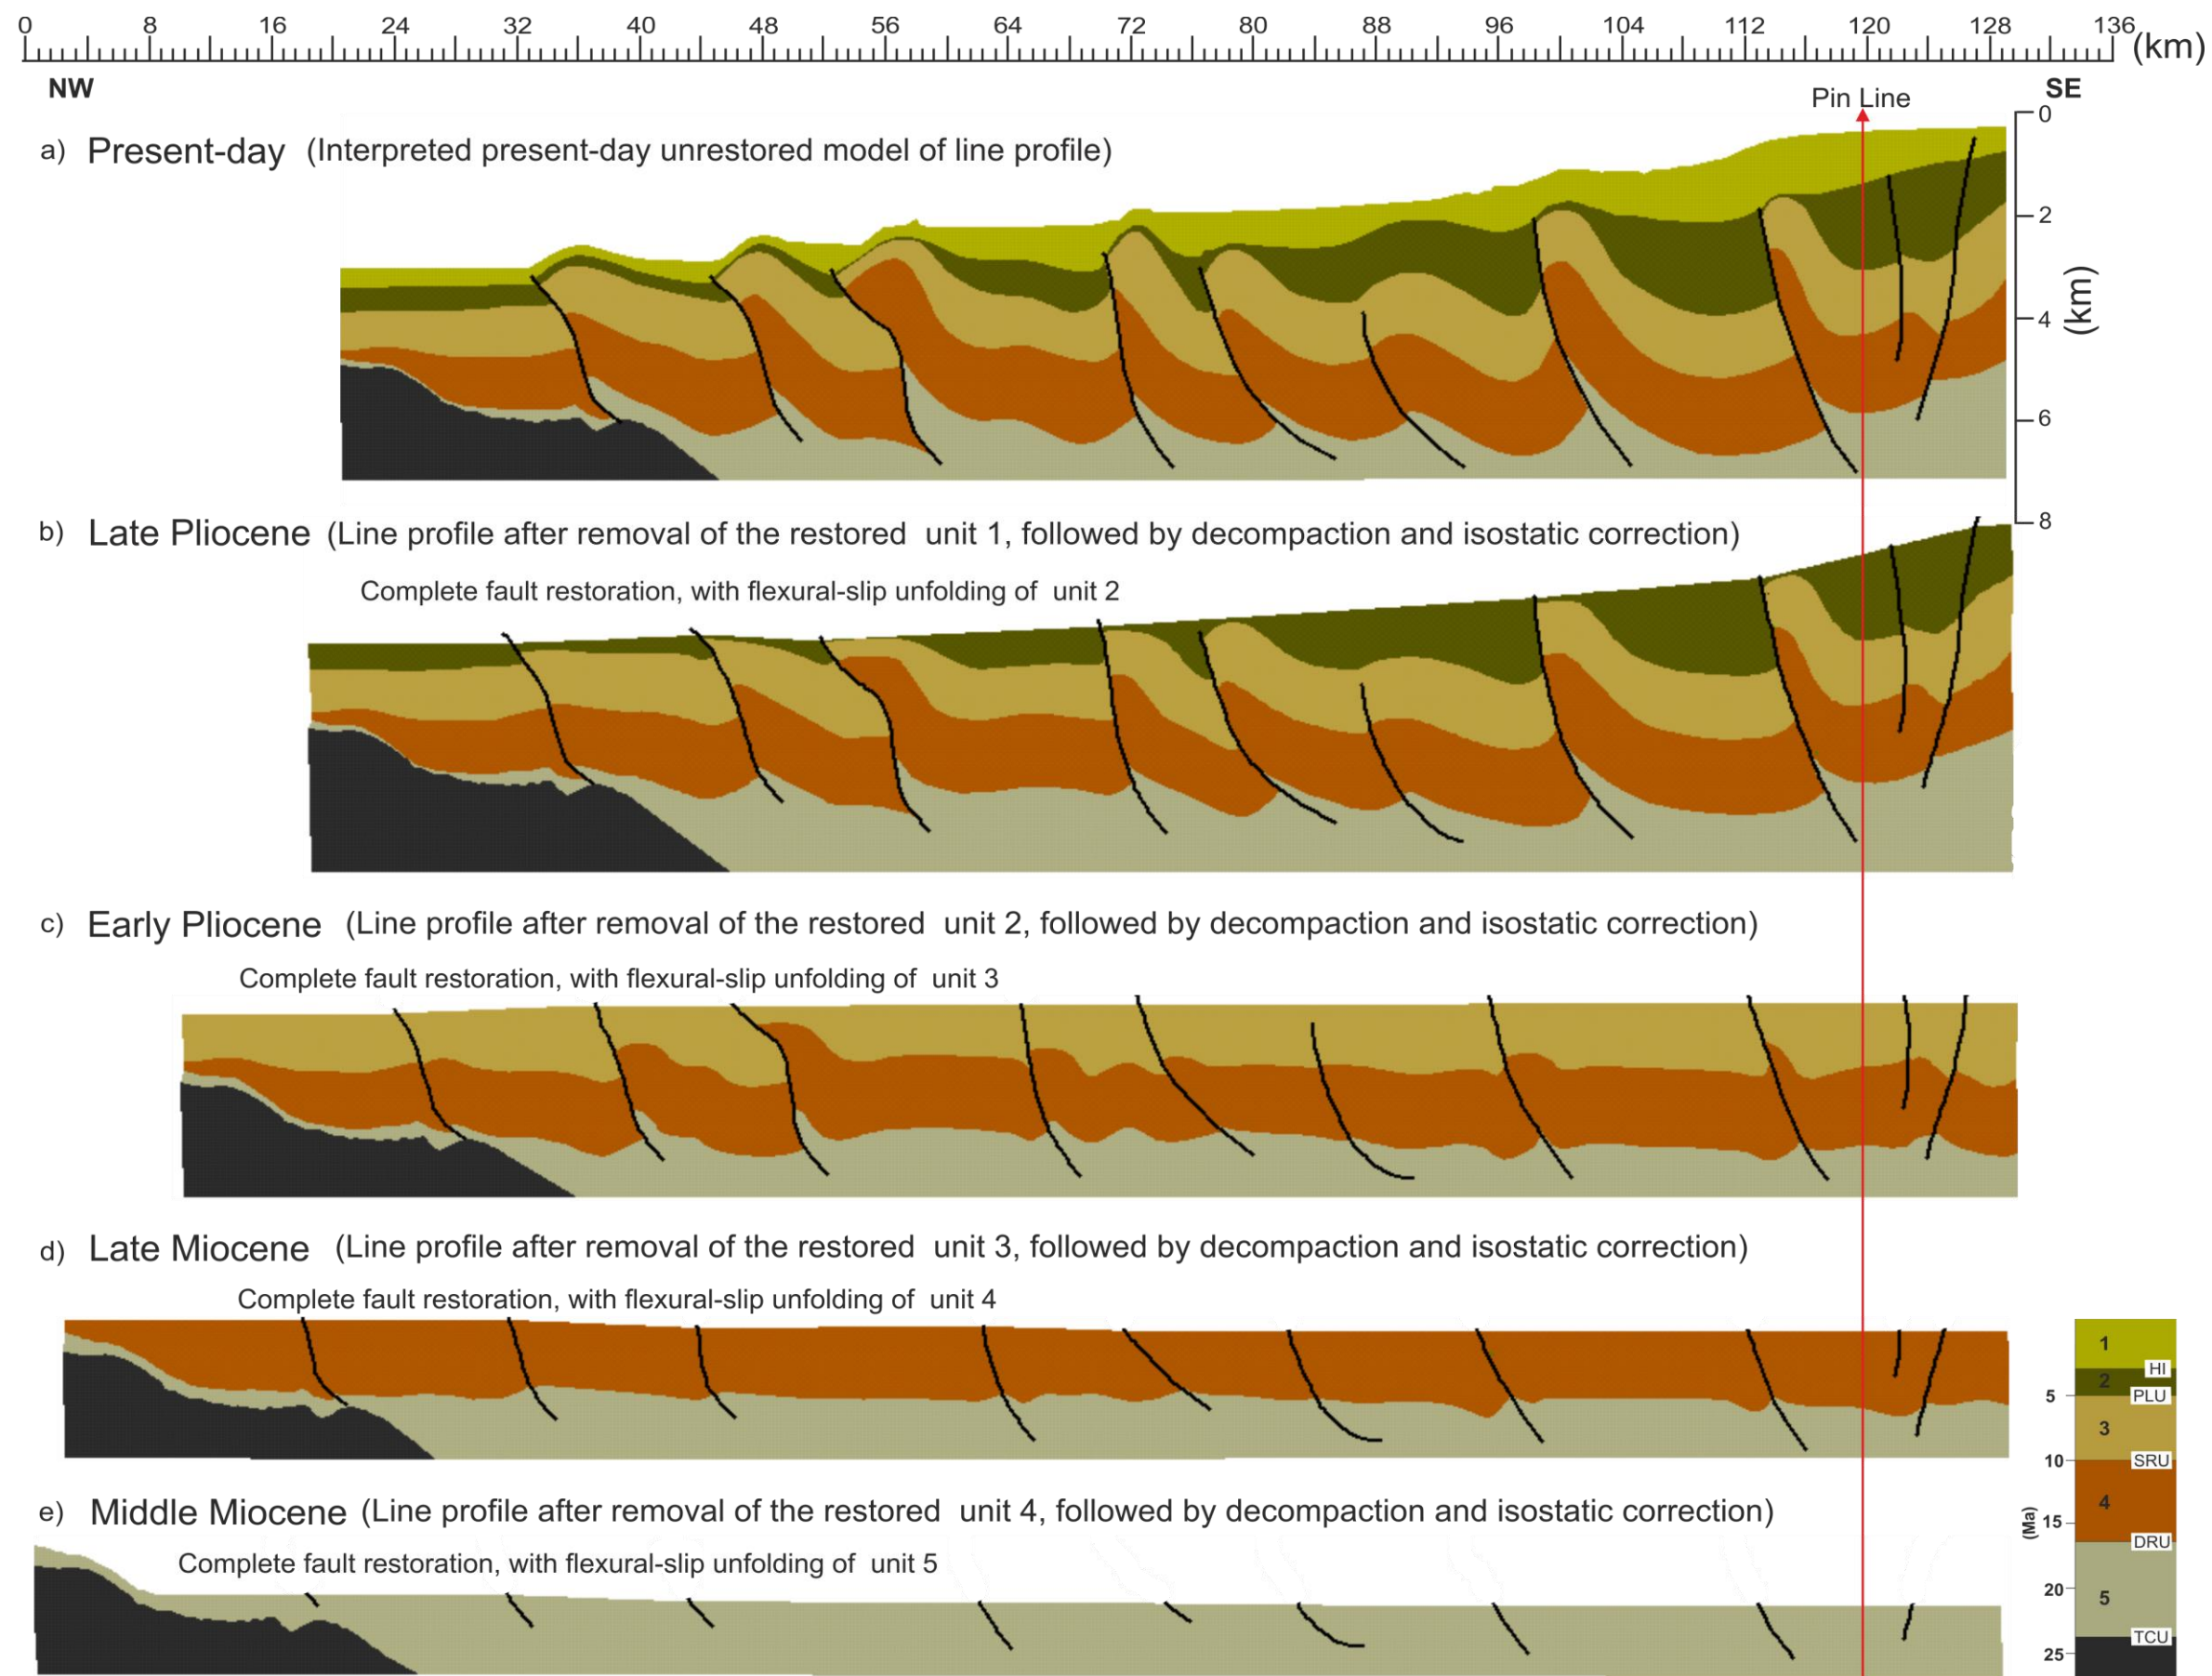 0 8 16 24 32 40 48 56 64 72 80 88 96 104 112 120 128 136 (km)
NW SE
Pin Line
a) Present-day (Interpreted present-day unrestored model of line profile)
0
2
4
6
8
(km)
b) Late Pliocene (Line profile after removal of the restored unit 1, followed by decompaction and isostatic correction)
Complete fault restoration, with flexural-slip unfolding of unit 2
c) Early Pliocene (Line profile after removal of the restored unit 2, followed by decompaction and isostatic correction)
Complete fault restoration, with flexural-slip unfolding of unit 3
d) Late Miocene (Line profile after removal of the restored unit 3, followed by decompaction and isostatic correction)
Complete fault restoration, with flexural-slip unfolding of unit 4
e) Middle Miocene (Line profile after removal of the restored unit 4, followed by decompaction and isostatic correction)
Complete fault restoration, with flexural-slip unfolding of unit 5
1
HI
2
5 PLU
3
10 SRU
4
(Ma)
15
DRU
20
5
TCU
25